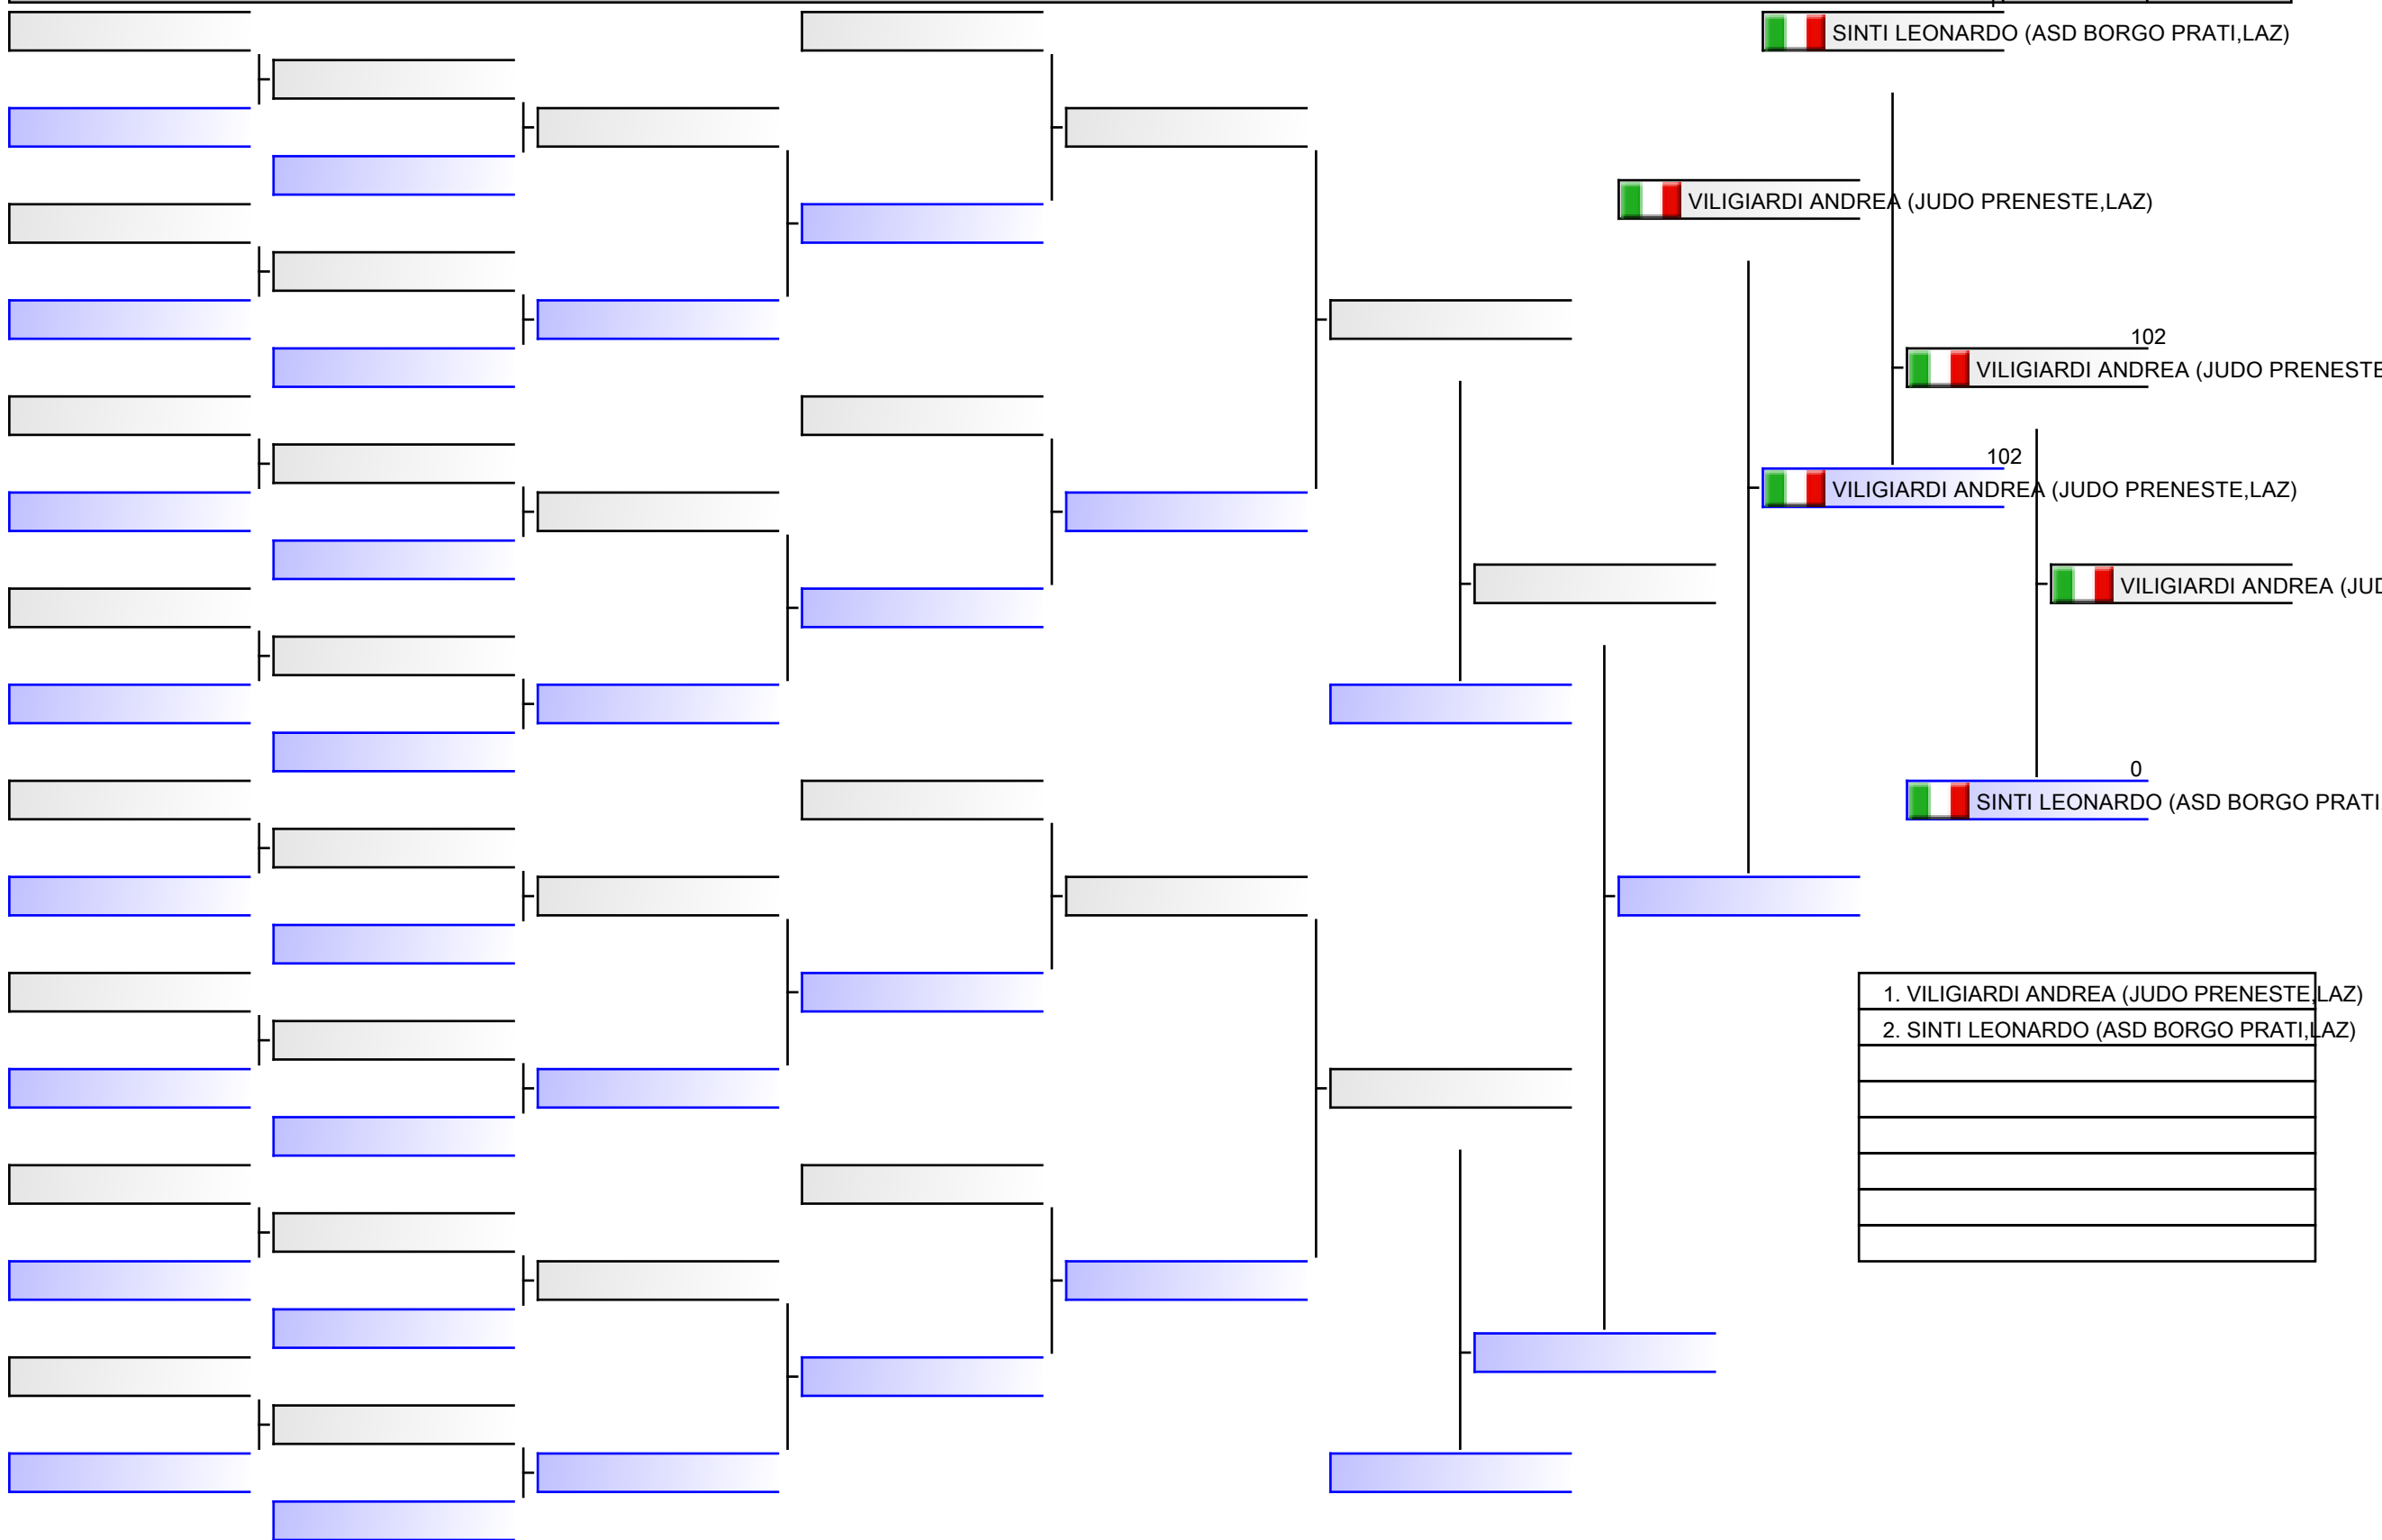 SINTI LEONARDO (ASD BORGO PRATI,LAZ)
VILIGIARDI ANDREA (JUDO PRENESTE,LAZ)
102
VILIGIARDI ANDREA (JUDO PRENESTE
102
VILIGIARDI ANDREA (JUDO PRENESTE,LAZ)
VILIGIARDI ANDREA (JUD
0
SINTI LEONARDO (ASD BORGO PRATI
1. VILIGIARDI ANDREA (JUDO PRENESTE,LAZ)
2. SINTI LEONARDO (ASD BORGO PRATI,LAZ)